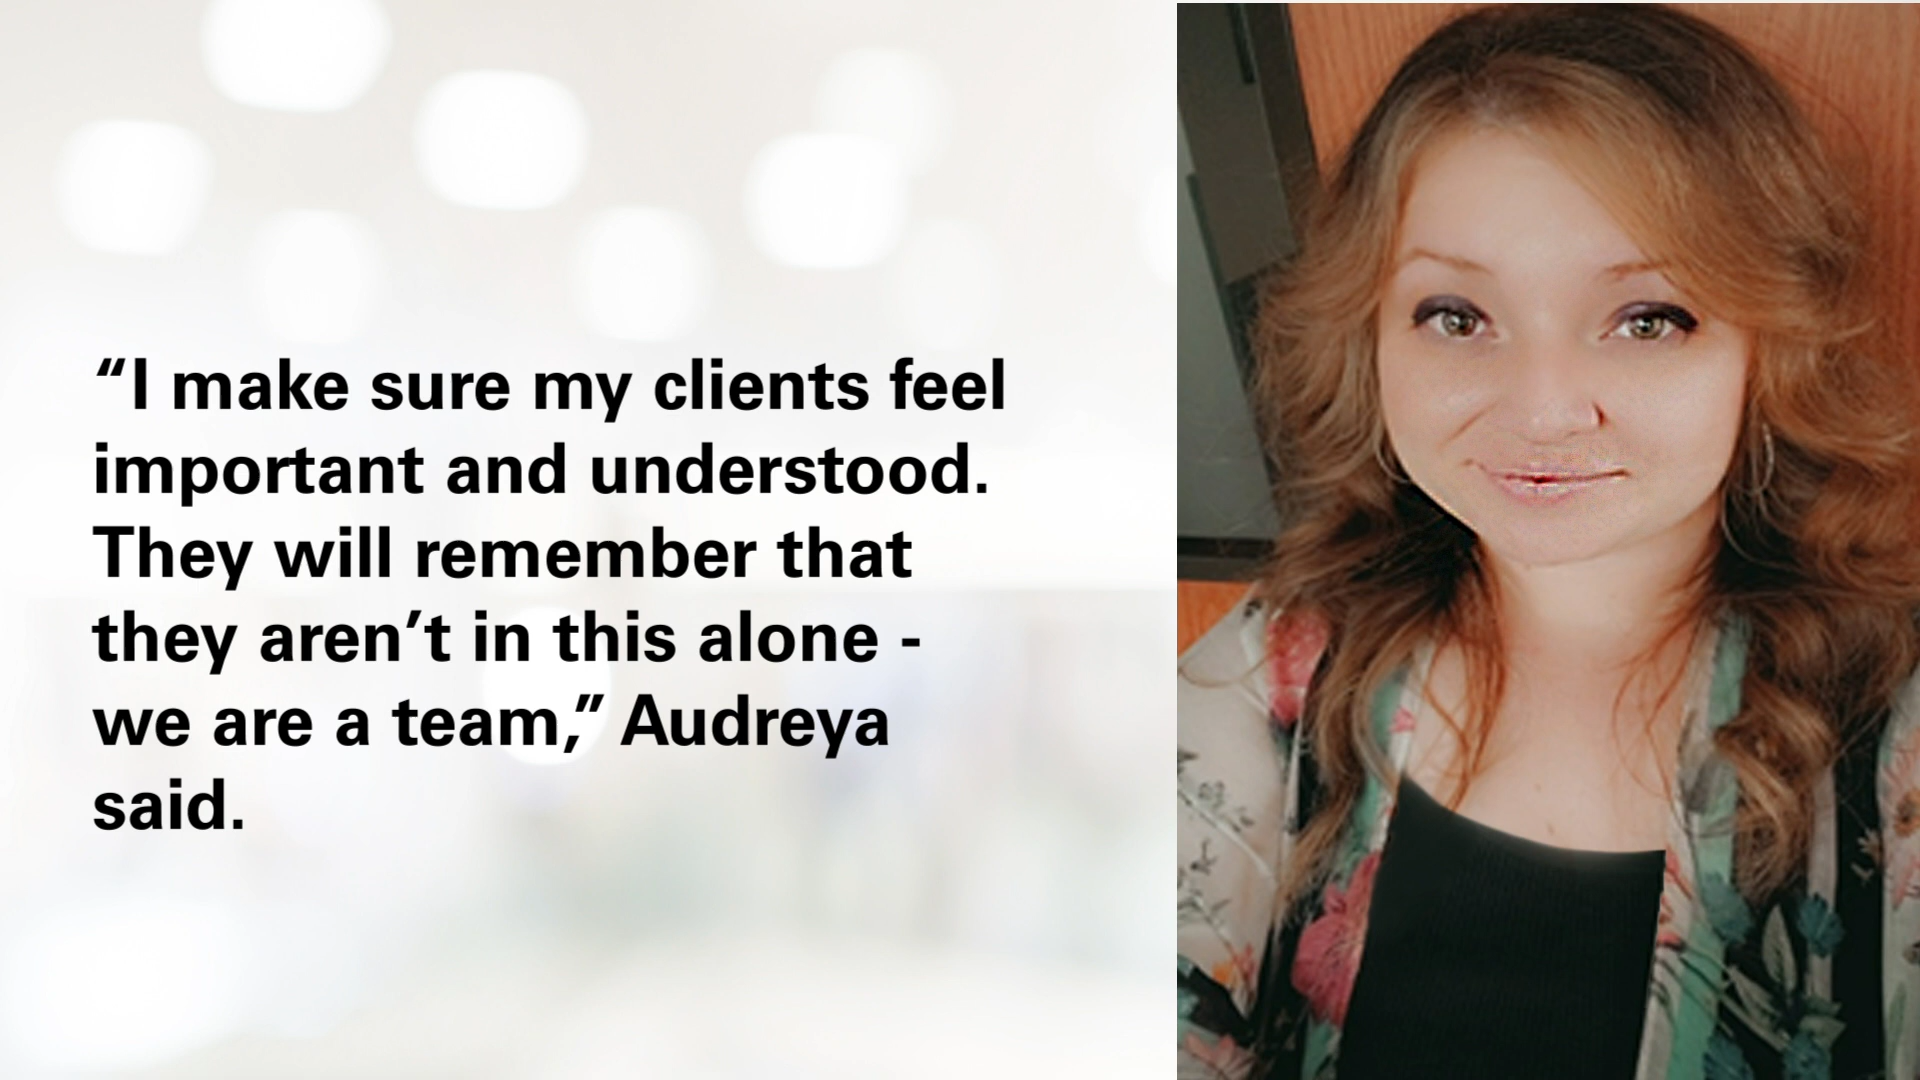 “I make sure my clients feel
important and understood.
They will remember that
they aren’t in this alone -
we are a team,” Audreya
said.